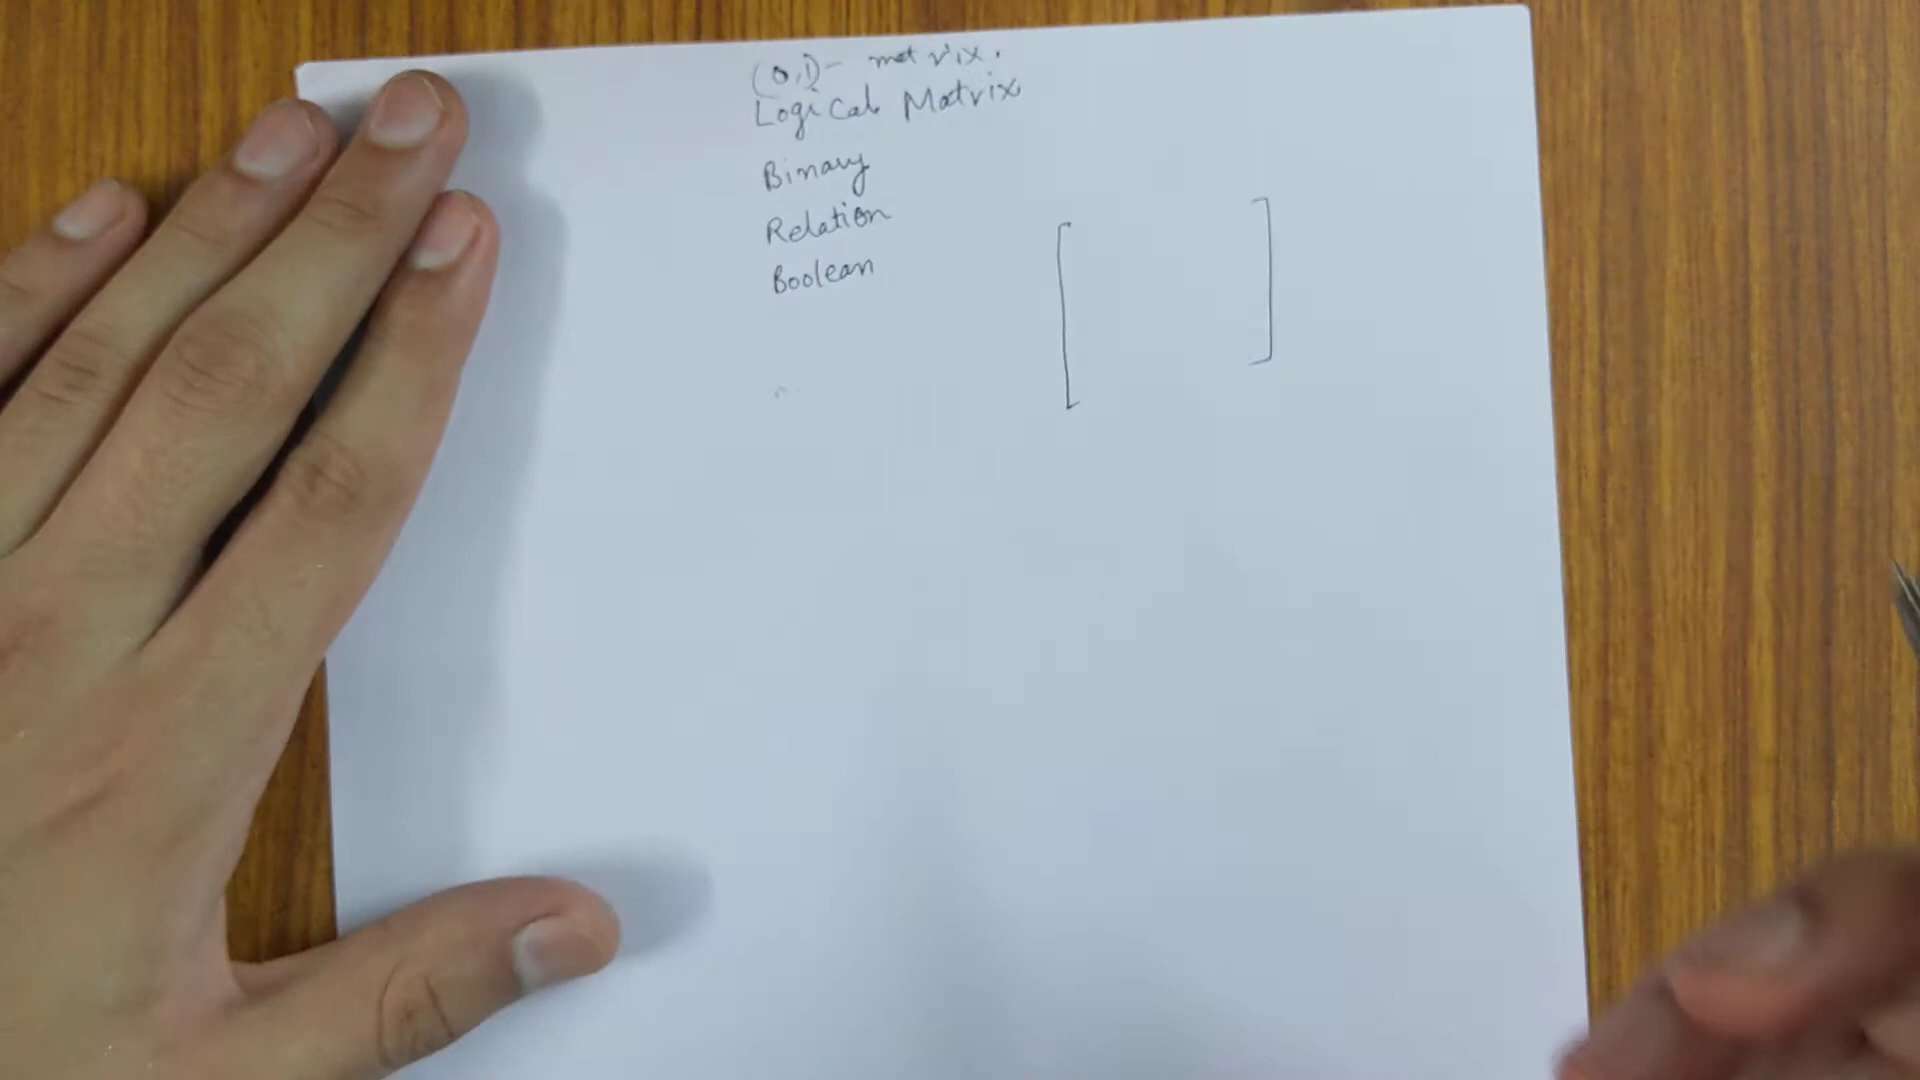 (0,1)- matrix.
Logical Matrix
Binary
Relation
Boolean